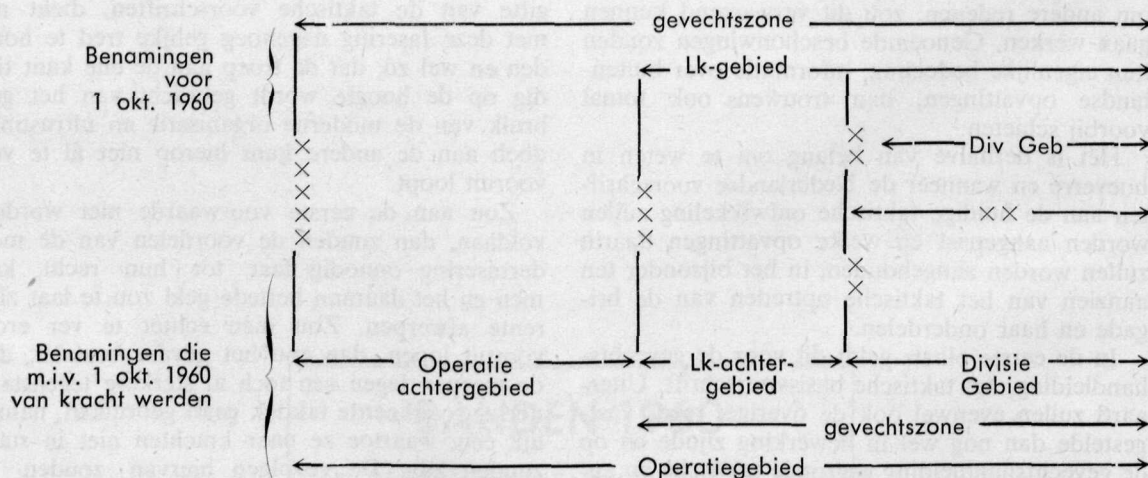 gevechtszone
Benamingen
voor
1 okt. 1960
Lk-gebied
Div Geb
Benamingen die
m.i.v. 1 okt. 1960
van kracht werden
Operatie
achtergebied
Lk-achter-
gebied
Divisie
Gebied
gevechtszone
Operatiegebied